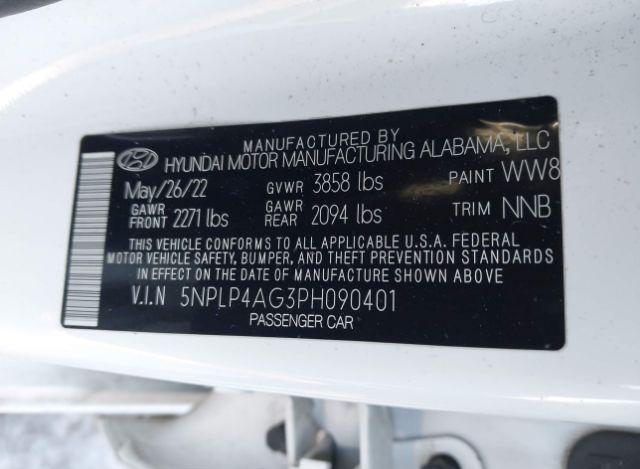 MANUFACTURED BY
HYUNDAI MOTOR MANUFACTURING ALABAMA, LLC
May/26/22 GVWR 3858 lbs PAINT WW8
GAWR FRONT 2271 lbs GAWR REAR 2094 lbs TRIM NNB
THIS VEHICLE CONFORMS TO ALL APPLICABLE U.S.A. FEDERAL
MOTOR VEHICLE SAFETY, BUMPER, AND THEFT PREVENTION STANDARDS
IN EFFECT ON THE DATE OF MANUFACTURE SHOWN ABOVE
V.I.N 5NPLP4AG3PH090401
PASSENGER CAR